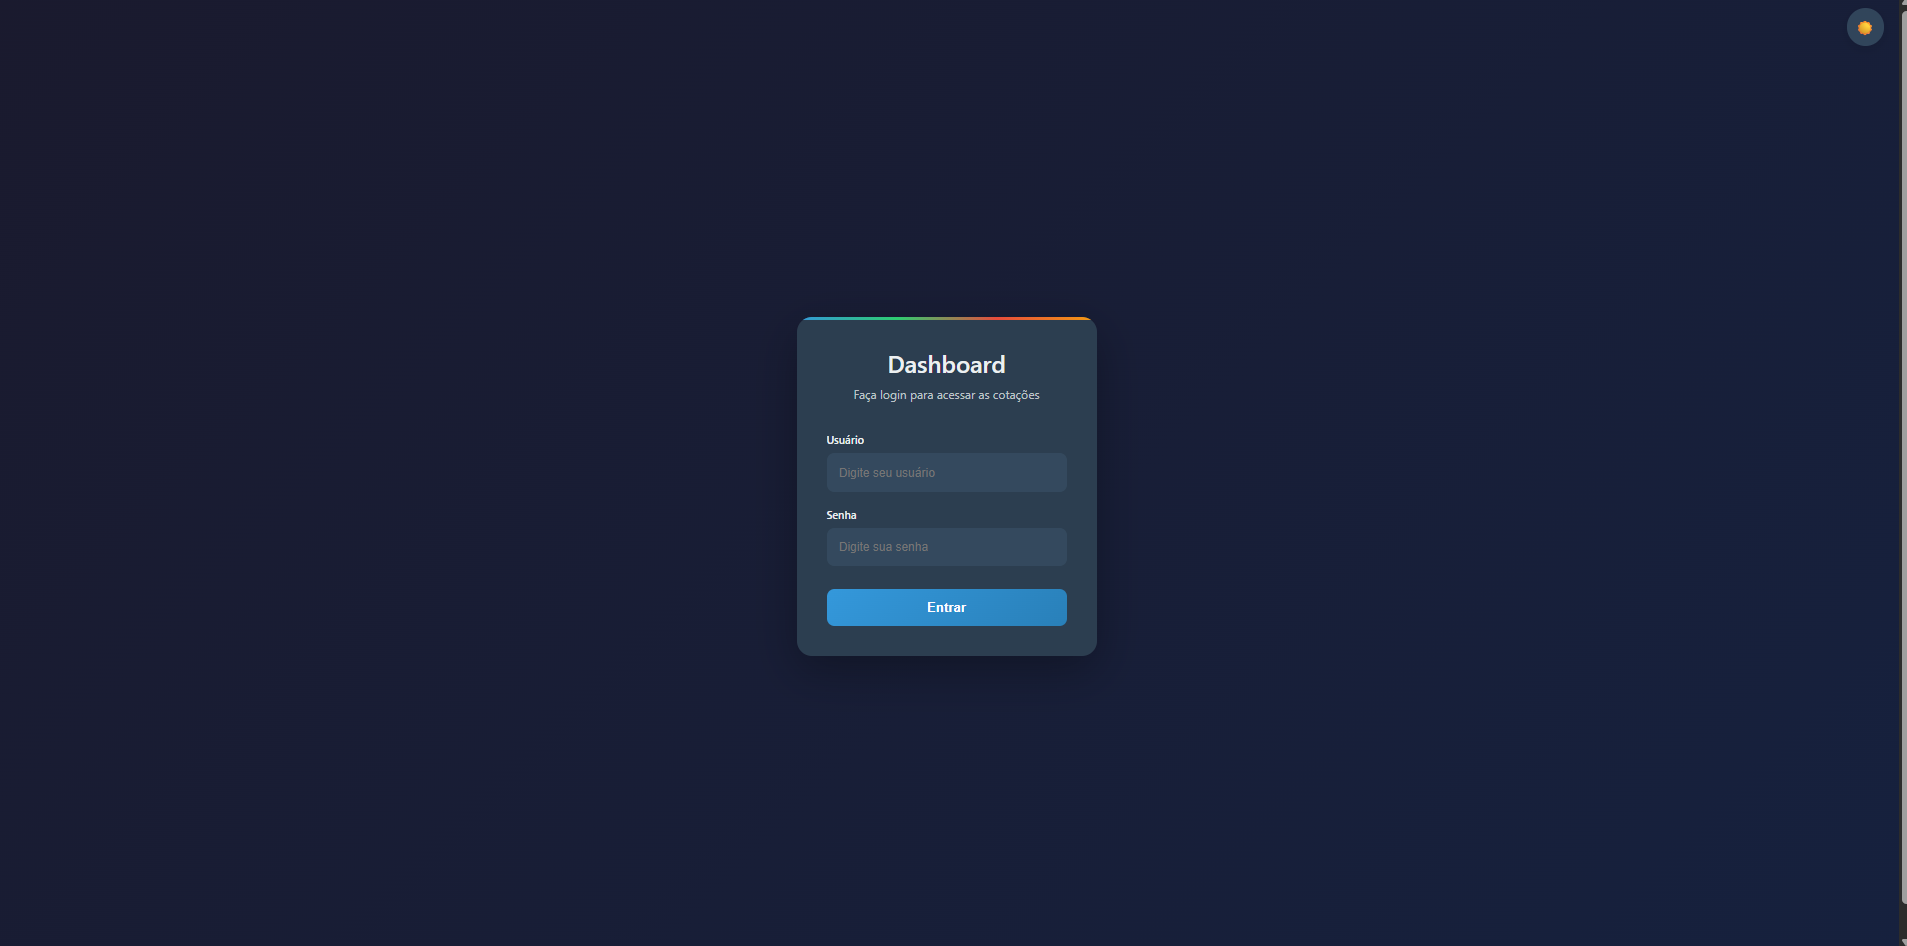 Dashboard
Faça login para acessar as cotações
Usuário
Digite seu usuário
Senha
Digite sua senha
Entrar